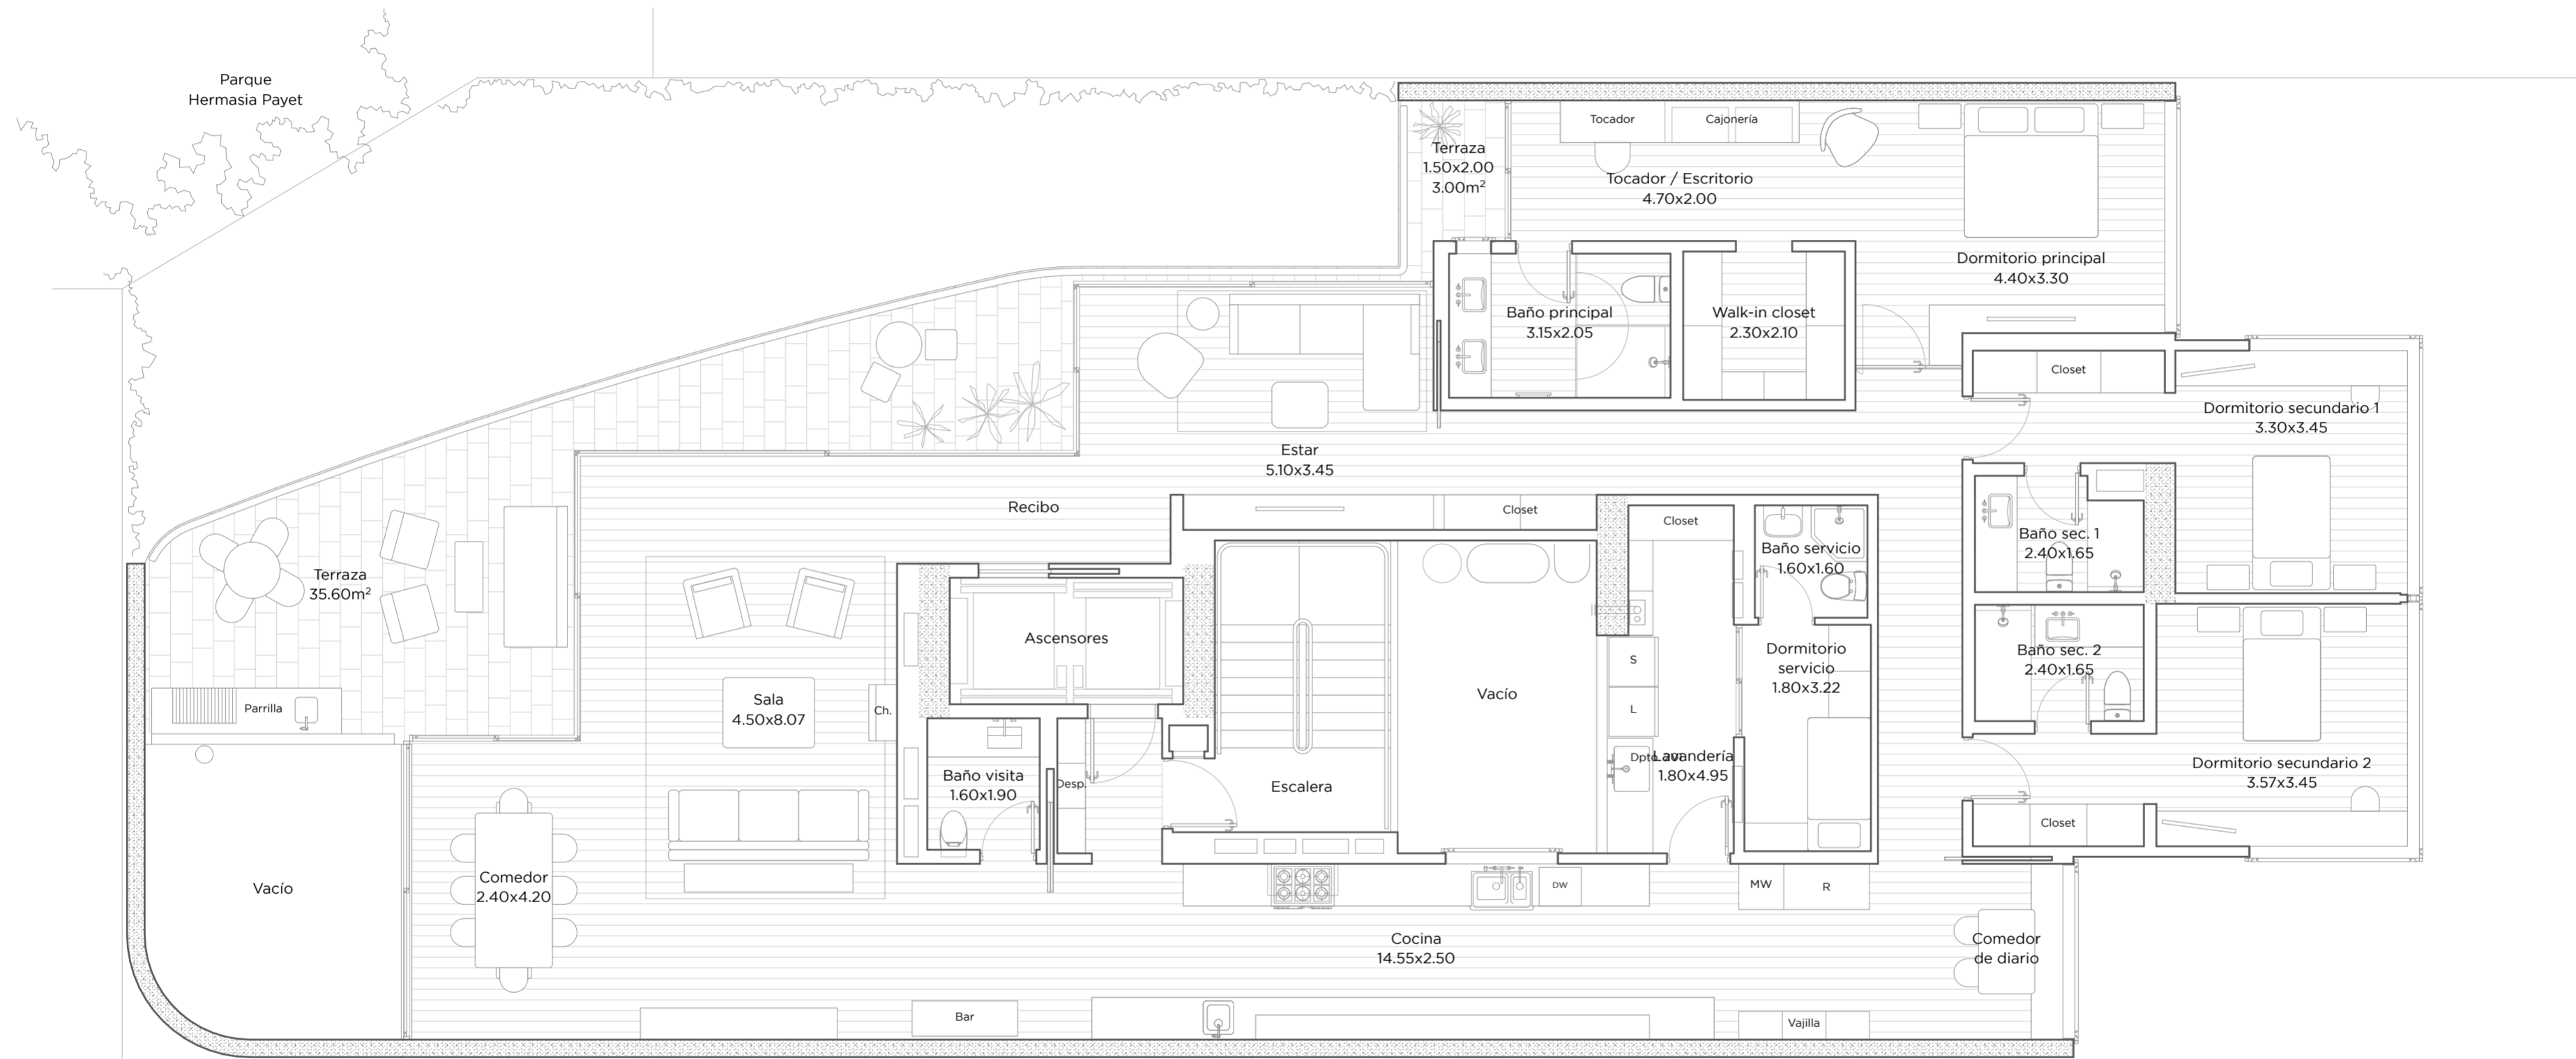 Parque
Hermasia Payet
Terraza
1.50x2.00
3.00m²
Tocador
Cajonería
Tocador / Escritorio
4.70x2.00
Dormitorio principal
4.40x3.30
Baño principal
3.15x2.05
Walk-in closet
2.30x2.10
Closet
Dormitorio secundario 1
3.30x3.45
Estar
5.10x3.45
Recibo
Closet
Closet
Baño servicio
1.60x1.60
Baño sec. 1
2.40x1.65
Terraza
35.60m²
Ascensores
Dormitorio
servicio
1.80x3.22
Baño sec. 2
2.40x1.65
S
L
Vacío
Sala
4.50x8.07
Ch.
Parrilla
Lavandería
1.80x4.95
Dpto
Baño visita
1.60x1.90
Desp.
Escalera
Dormitorio secundario 2
3.57x3.45
Closet
Vacío
Comedor
2.40x4.20
DW
MW
R
Cocina
14.55x2.50
Comedor
de diario
Bar
Vajilla